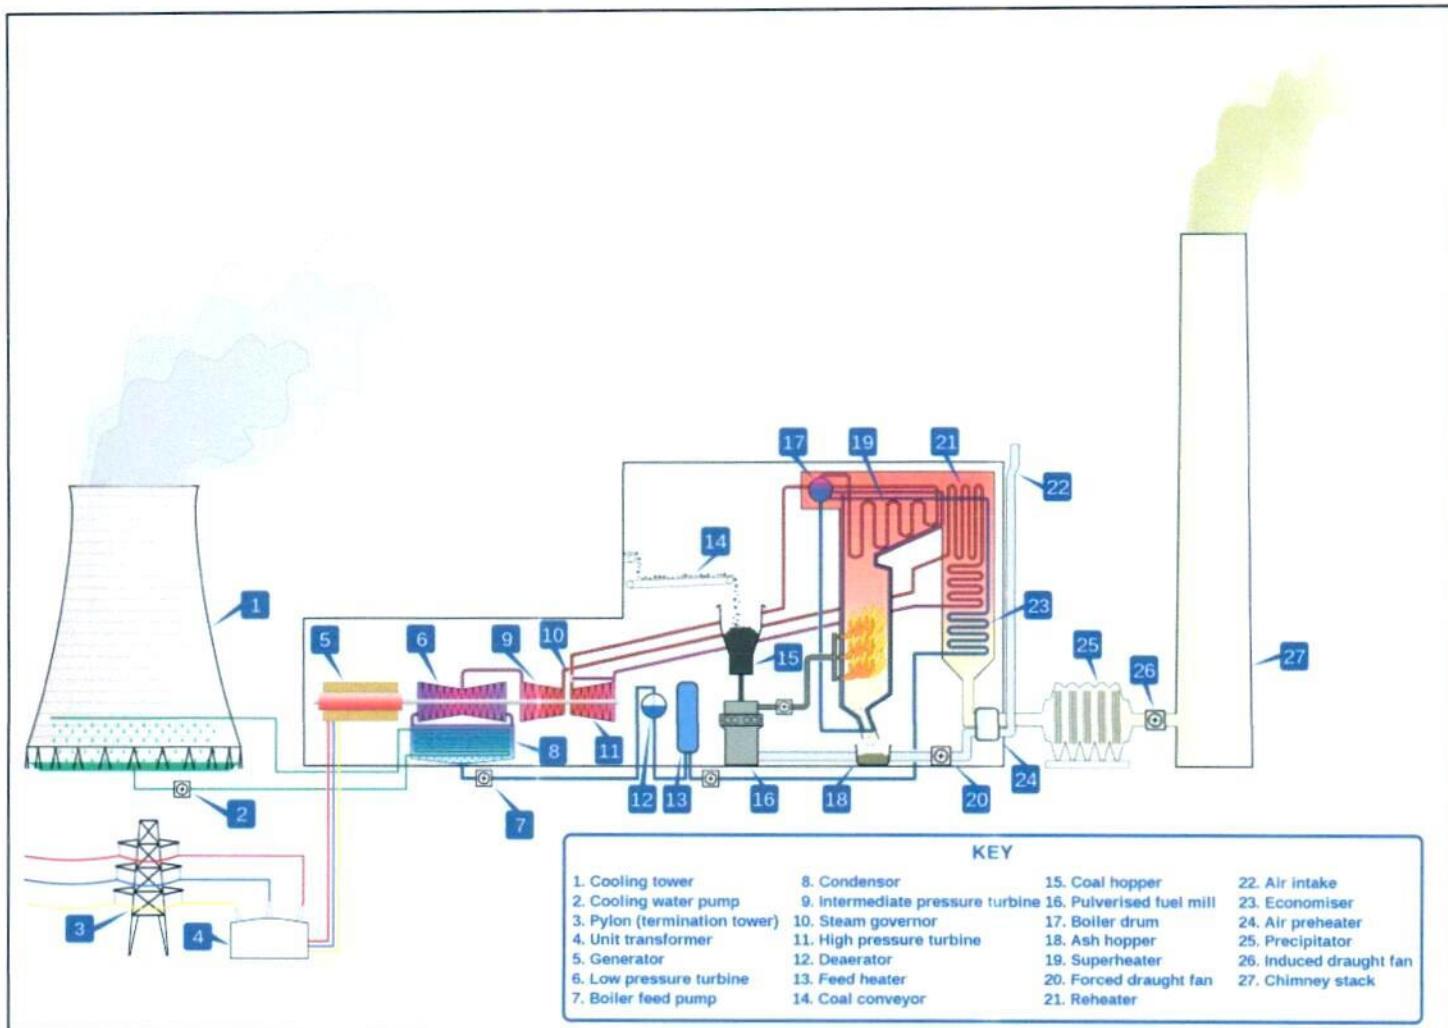 17
19
21
22
14
1
5
6
9
10
15
23
25
26
27
8
11
12
13
16
18
20
24
2
7
3
4
KEY
1. Cooling tower
2. Cooling water pump
3. Pylon (termination tower)
4. Unit transformer
5. Generator
6. Low pressure turbine
7. Boiler feed pump
8. Condensor
9. Intermediate pressure turbine
10. Steam governor
11. High pressure turbine
12. Deaerator
13. Feed heater
14. Coal conveyor
15. Coal hopper
16. Pulverised fuel mill
17. Boiler drum
18. Ash hopper
19. Superheater
20. Forced draught fan
21. Reheater
22. Air intake
23. Economiser
24. Air preheater
25. Precipitator
26. Induced draught fan
27. Chimney stack